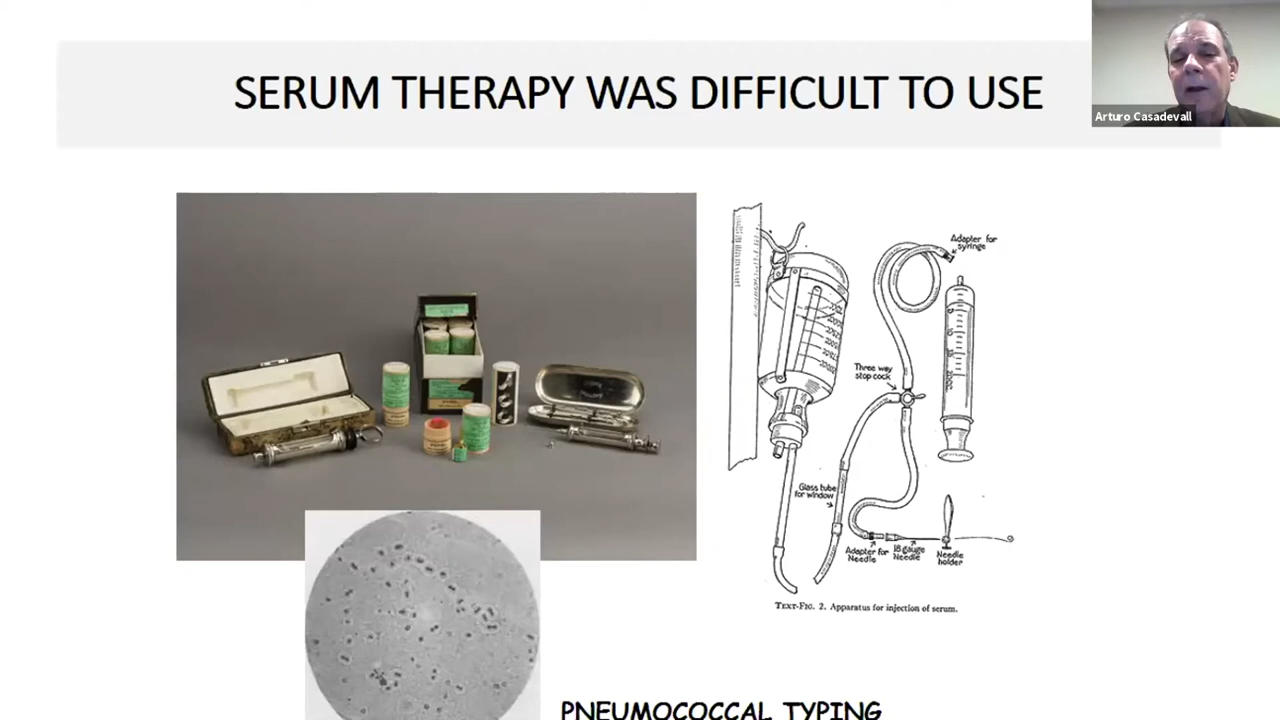 SERUM THERAPY WAS DIFFICULT TO USE
Arturo Casadevall
Adapter for
syringe
Three way
stop cock
Glass tube
for window
Adapter for
Needle
18 gauge
Needle
Needle
holder
TEXT-FIG. 2. Apparatus for injection of serum.
PNEUMOCOCCAL TYPING